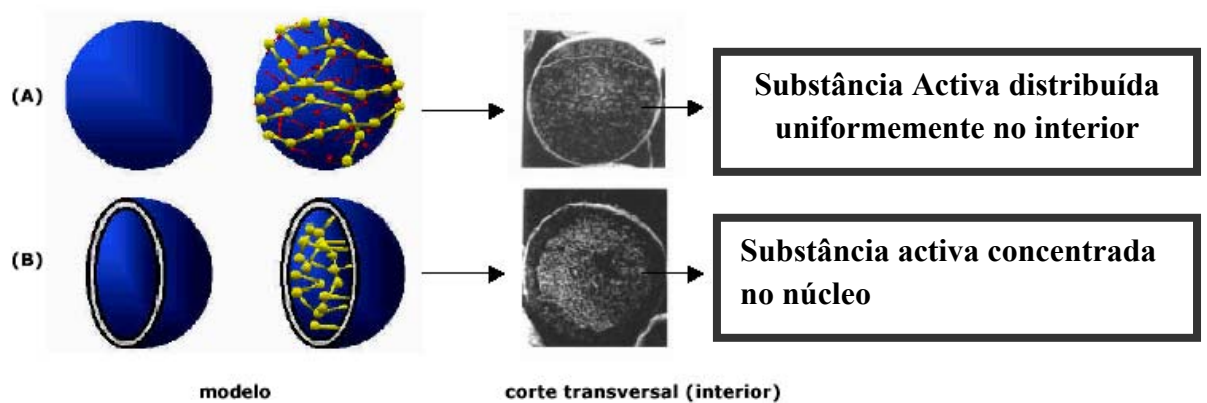 (A)
Substância Activa distribuída
uniformemente no interior
(B)
Substância activa concentrada
no núcleo
modelo
corte transversal (interior)